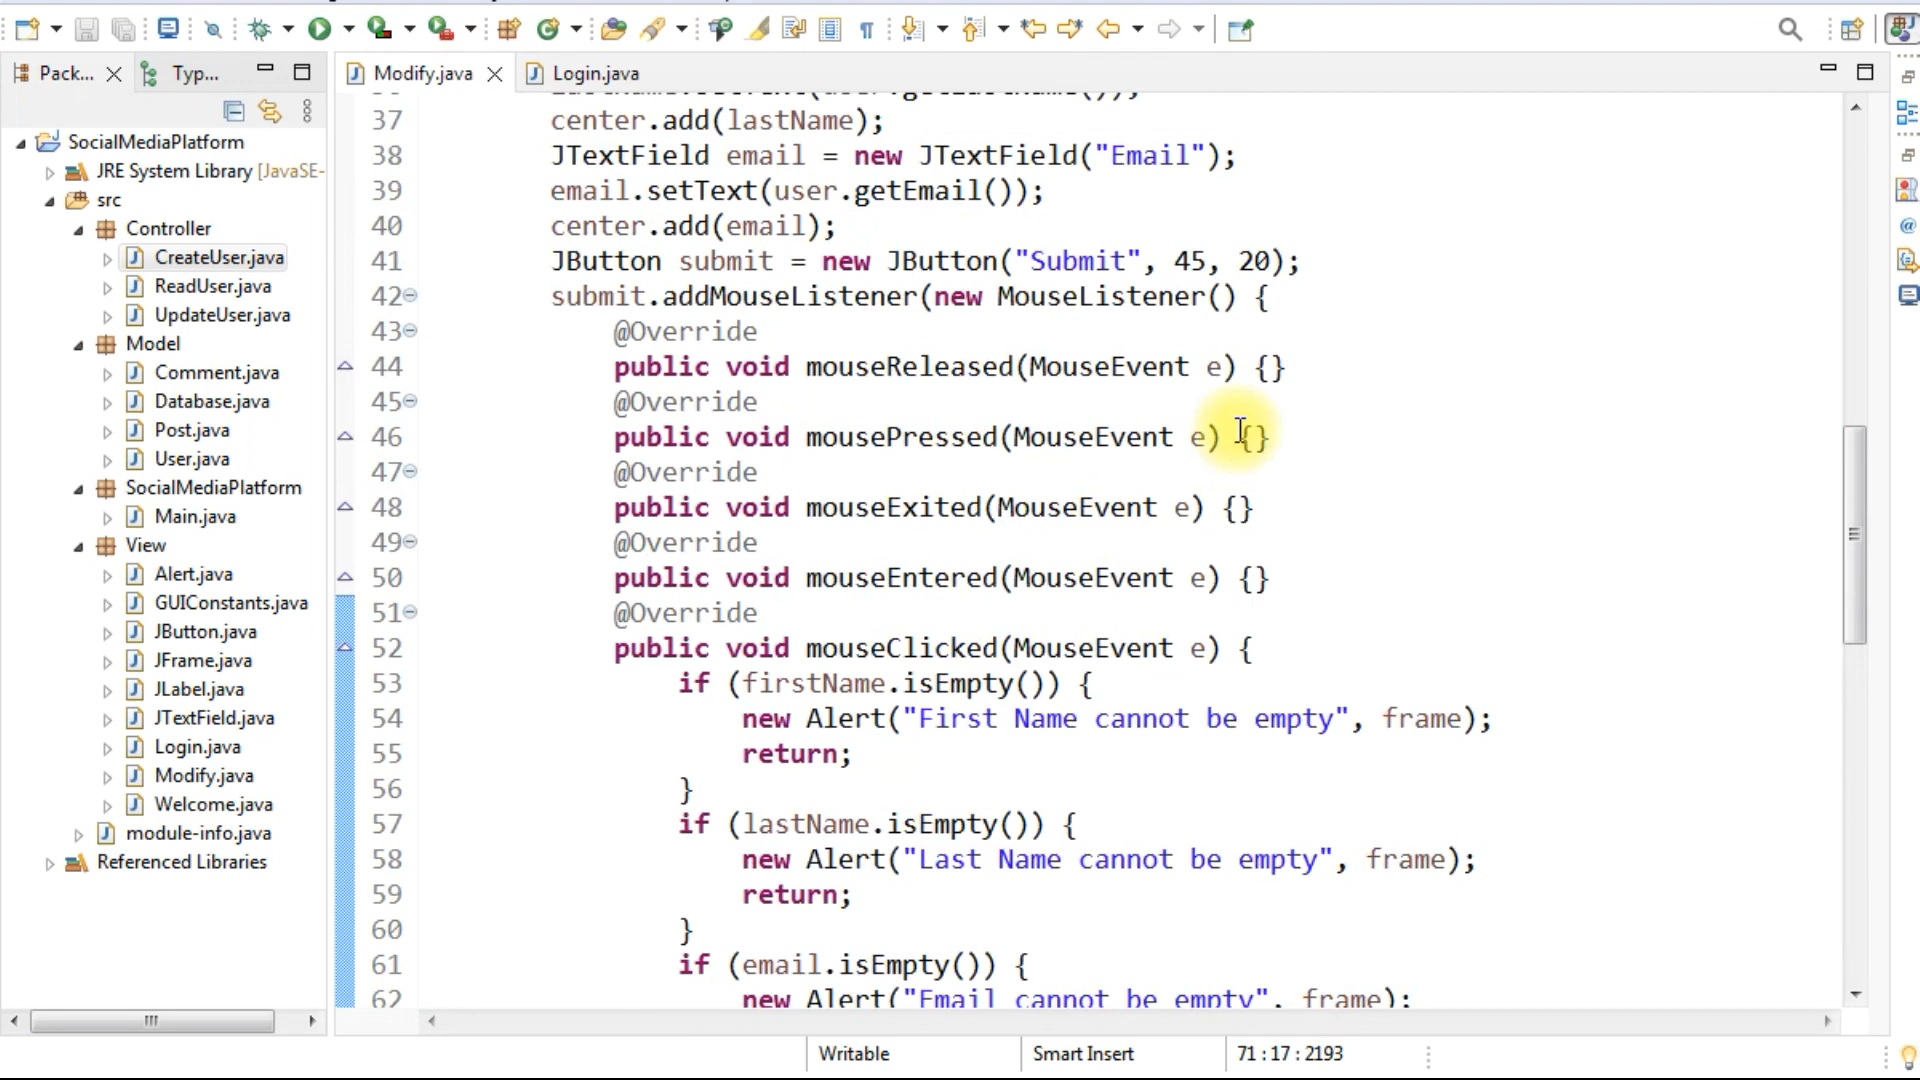 Pack...
Typ...
SocialMediaPlatform
JRE System Library [JavaSE-
src
Controller
CreateUser.java
ReadUser.java
UpdateUser.java
Model
Comment.java
Database.java
Post.java
User.java
SocialMediaPlatform
Main.java
View
Alert.java
GUIConstants.java
JButton.java
JFrame.java
JLabel.java
JTextField.java
Login.java
Modify.java
Welcome.java
module-info.java
Referenced Libraries
Modify.java
Login.java
37 center.add(lastName);
38 JTextField email = new JTextField("Email");
39 email.setText(user.getEmail());
40 center.add(email);
41 JButton submit = new JButton("Submit", 45, 20);
42 submit.addMouseListener(new MouseListener() {
43 @Override
44 public void mouseReleased(MouseEvent e) {}
45 @Override
46 public void mousePressed(MouseEvent e) {}
47 @Override
48 public void mouseExited(MouseEvent e) {}
49 @Override
50 public void mouseEntered(MouseEvent e) {}
51 @Override
52 public void mouseClicked(MouseEvent e) {
53 if (firstName.isEmpty()) {
54 new Alert("First Name cannot be empty", frame);
55 return;
56 }
57 if (lastName.isEmpty()) {
58 new Alert("Last Name cannot be empty", frame);
59 return;
60 }
61 if (email.isEmpty()) {
62 new Alert("Email cannot be empty", frame);
Writable
Smart Insert
71 : 17 : 2193